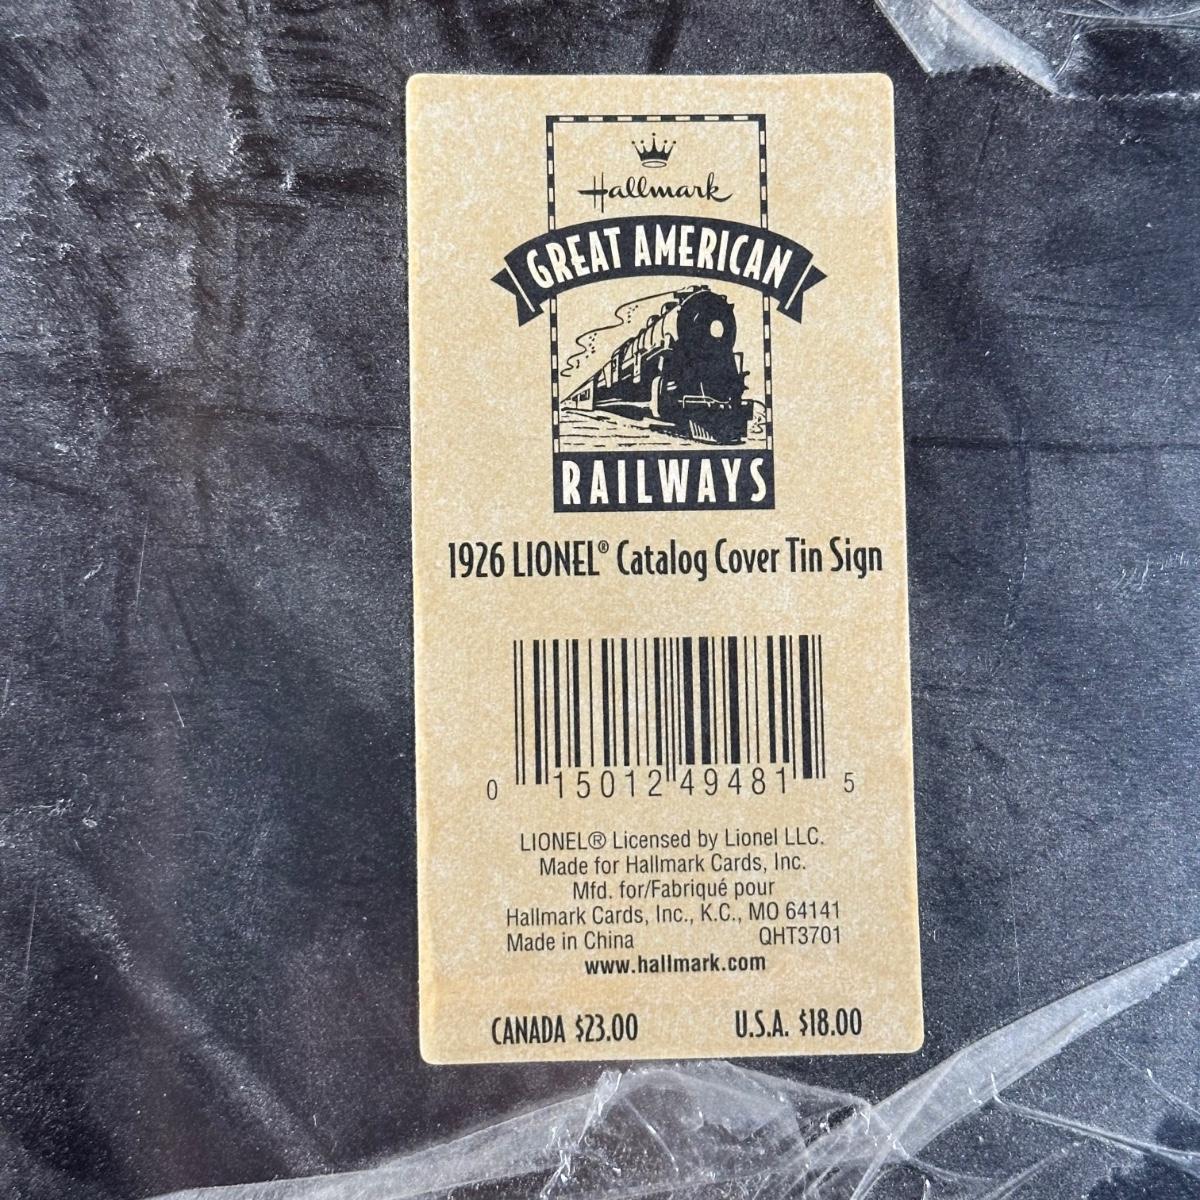 Hallmark
GREAT AMERICAN
RAILWAYS
1926 LIONEL® Catalog Cover Tin Sign
0 15012 49481 5
LIONEL® Licensed by Lionel LLC.
Made for Hallmark Cards, Inc.
Mfd. for/Fabriqué pour
Hallmark Cards, Inc., K.C., MO 64141
Made in China QHT3701
www.hallmark.com
CANADA $23.00 U.S.A. $18.00